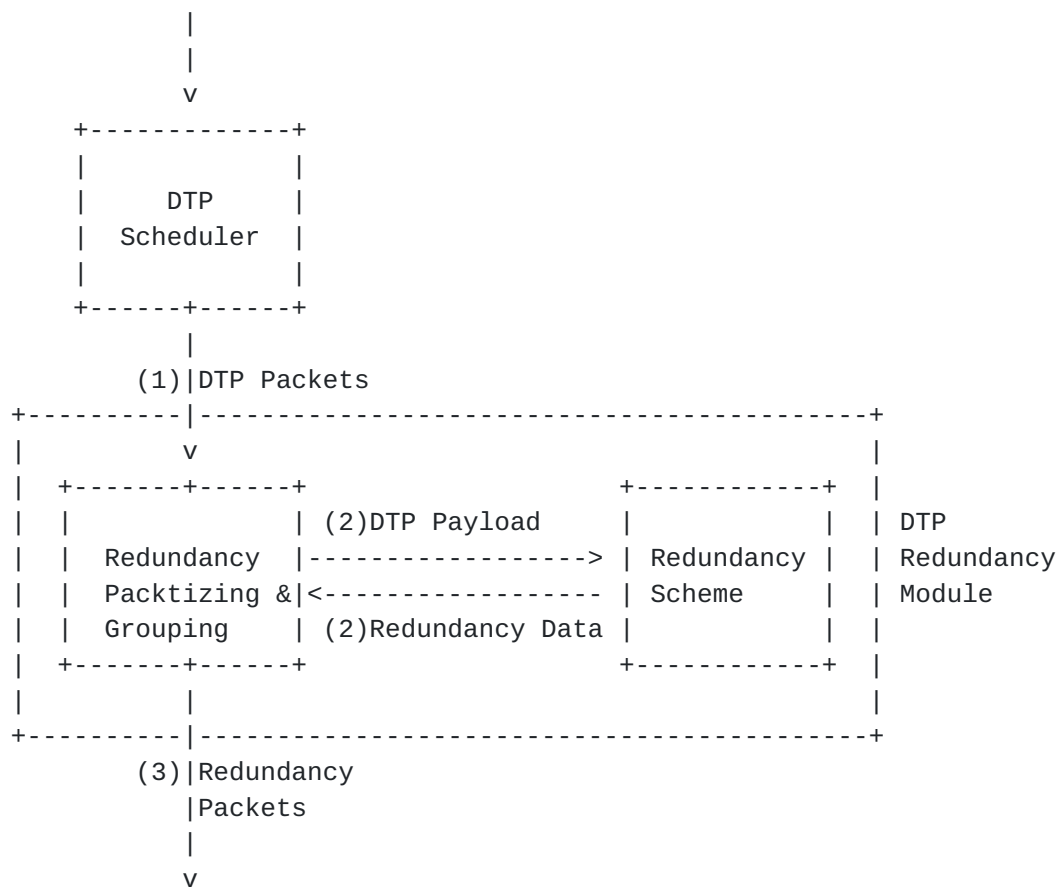 DTP
Scheduler
(1) DTP Packets
(2)DTP Payload DTP
Redundancy Redundancy Redundancy
Packtizing & Scheme Module
Grouping (2)Redundancy Data
(3) Redundancy
Packets